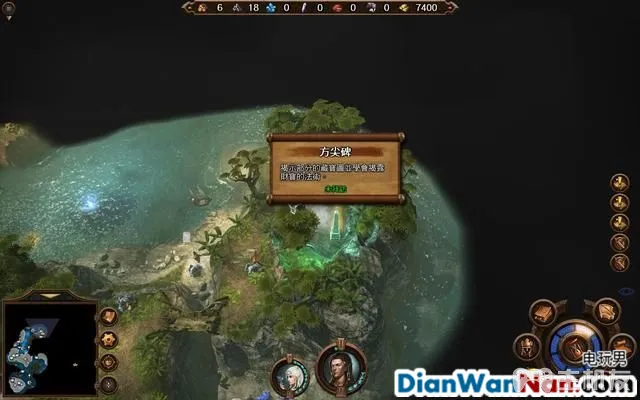 6 18 0 0 0 0 7400
方尖碑
揭示部分的藏寶圖並學會揭露
財寶的法術。
未拜訪
电玩男
DianWanNan.com